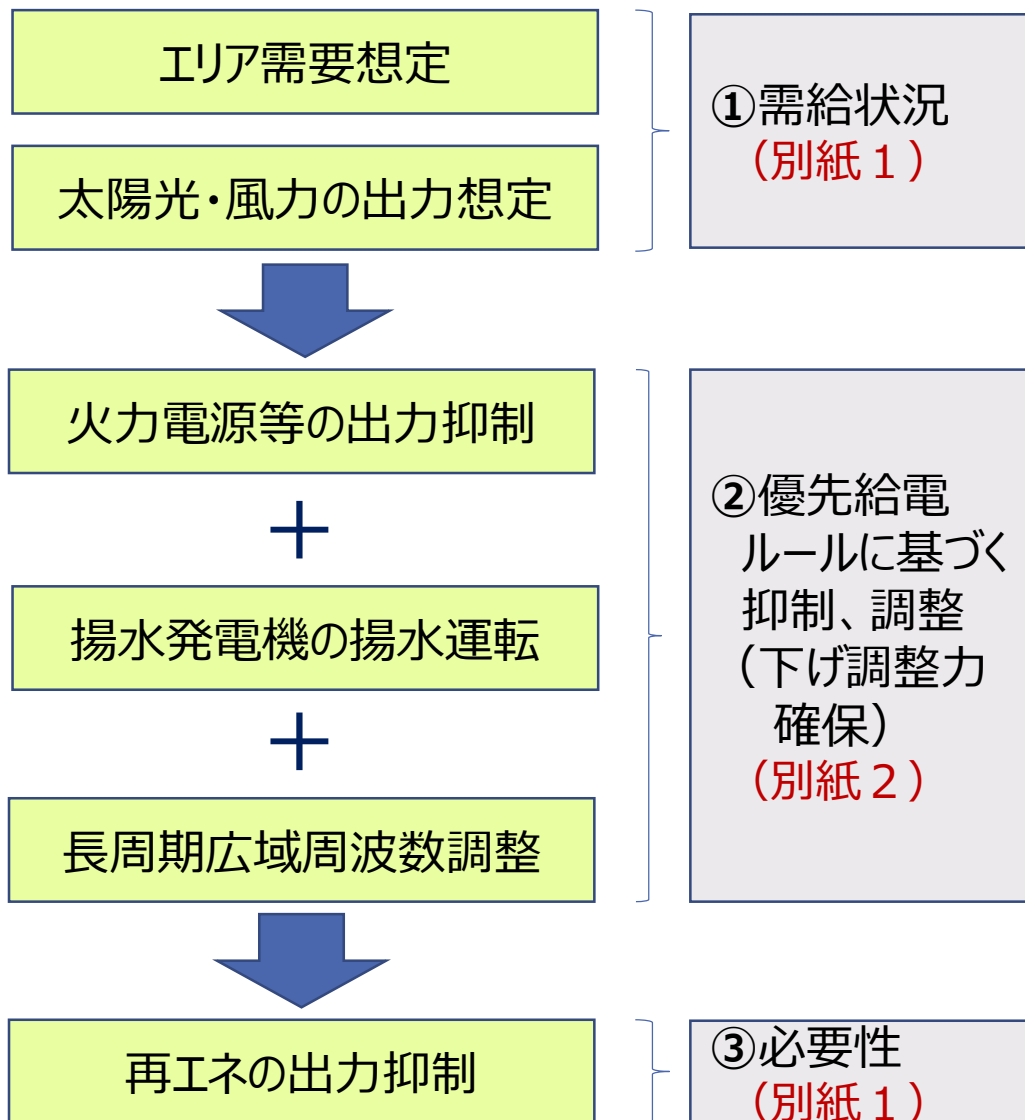 エリア需要想定
太陽光・風力の出力想定
①需給状況
（別紙１）
火力電源等の出力抑制
＋
揚水発電機の揚水運転
＋
長周期広域周波数調整
②優先給電
ルールに基づく
抑制、調整
（下げ調整力
確保）
（別紙２）
再エネの出力抑制
③必要性
（別紙１）